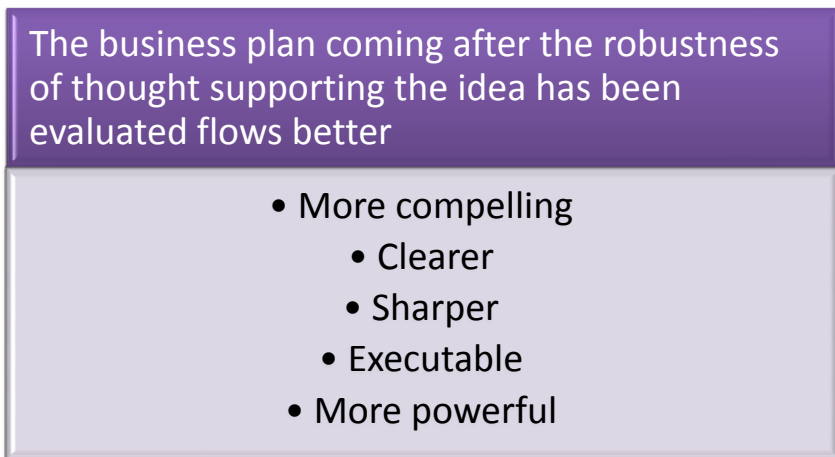 The business plan coming after the robustness
of thought supporting the idea has been
evaluated flows better
• More compelling
• Clearer
• Sharper
• Executable
• More powerful